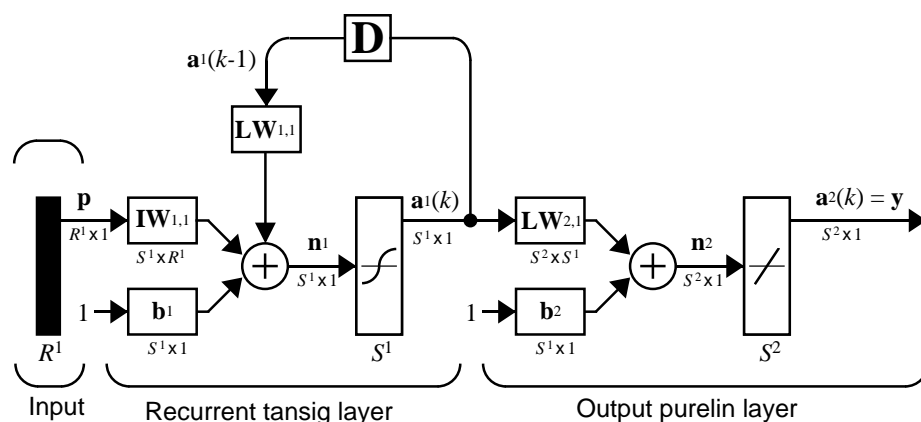 D
a1(k-1)
LW1,1
p
IW1,1
a1(k)
LW2,1
a2(k) = y
R1 x 1
S1 x R1
n1
S1 x 1
S1 x 1
S2 x S1
n2
S2 x 1
S2 x 1
1
b1
1
b2
R1
S1 x 1
S1
S1 x 1
S2
Input
Recurrent tansig layer
Output purelin layer